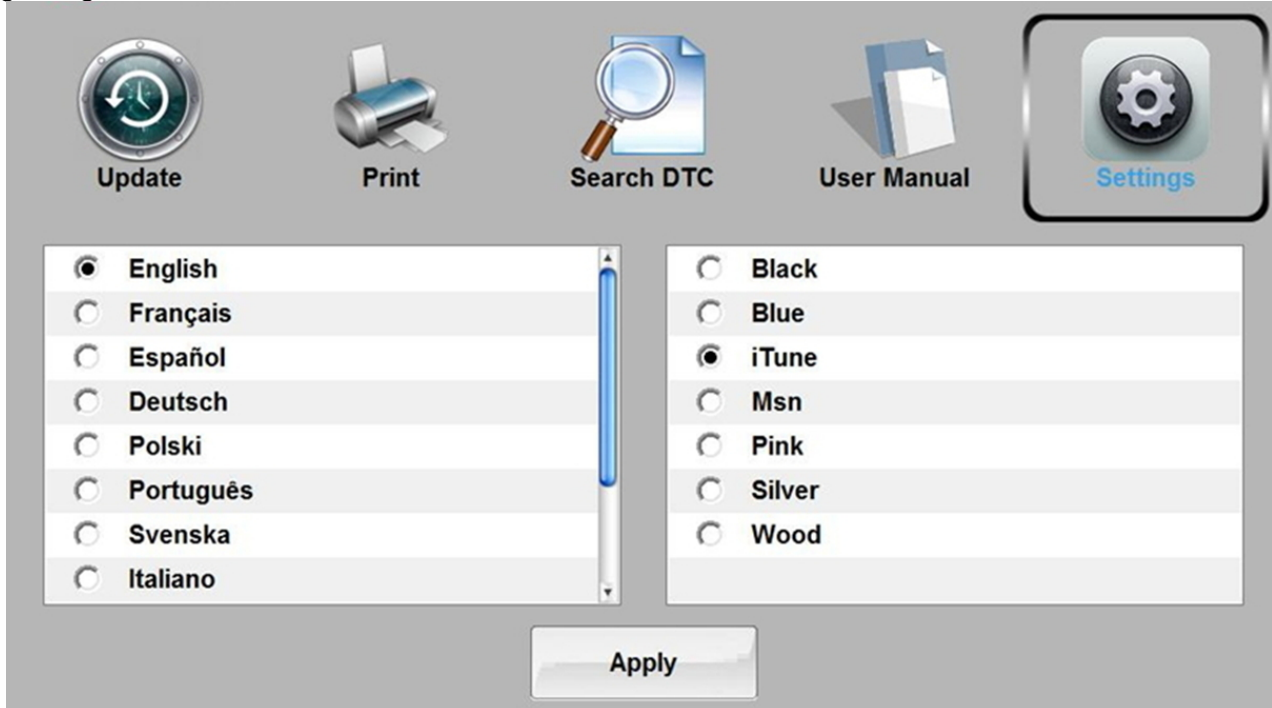 Update
Print
Search DTC
User Manual
Settings
English
Français
Español
Deutsch
Polski
Português
Svenska
Italiano
Black
Blue
iTune
Msn
Pink
Silver
Wood
Apply